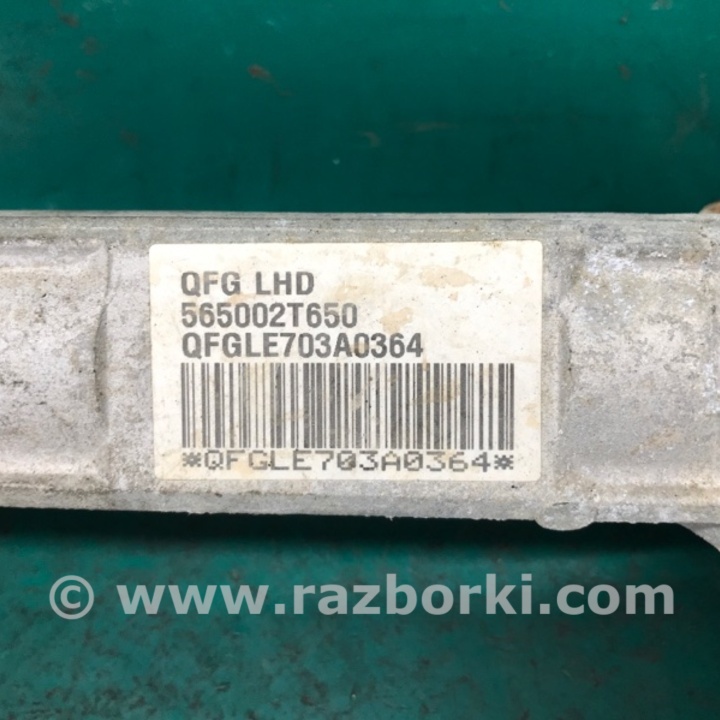 QFG LHD
565002T650
QFGLE703A0364
*QFGLE703A0364*
© www.razborki.com